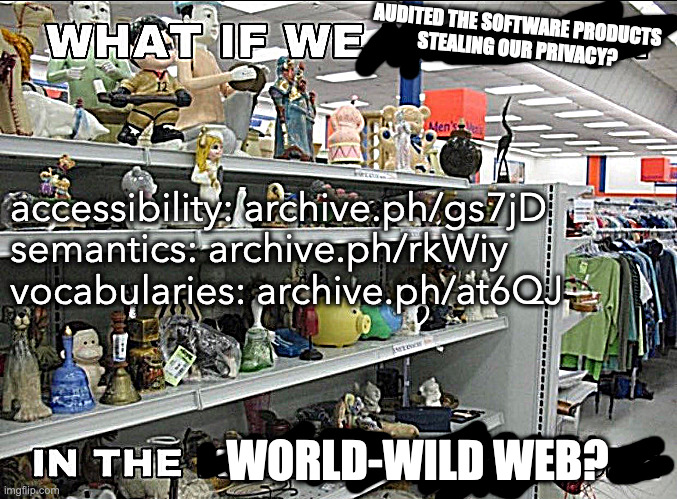 WHAT IF WE
AUDITED THE SOFTWARE PRODUCTS
STEALING OUR PRIVACY?
Men's
accessibility: archive.ph/gs7jD
semantics: archive.ph/rkWiy
vocabularies: archive.ph/at6QJ
IN THE WORLD-WILD WEB?
imgflip.com